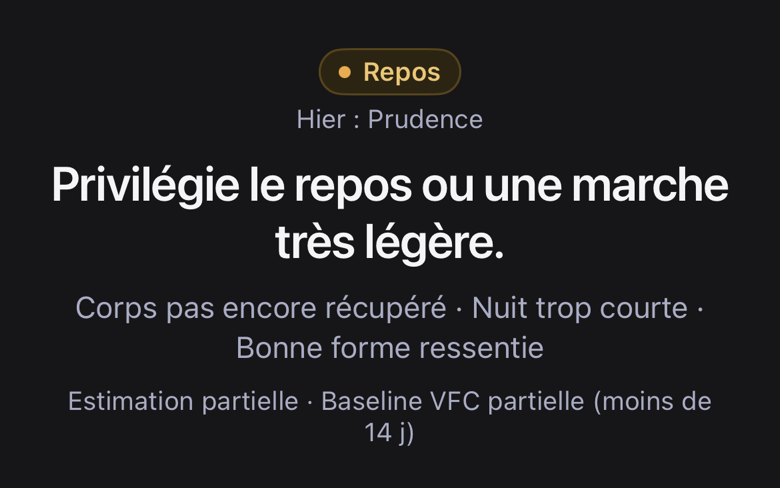 Repos
Hier : Prudence
Privilégie le repos ou une marche
très légère.
Corps pas encore récupéré · Nuit trop courte ·
Bonne forme ressentie
Estimation partielle · Baseline VFC partielle (moins de
14 j)